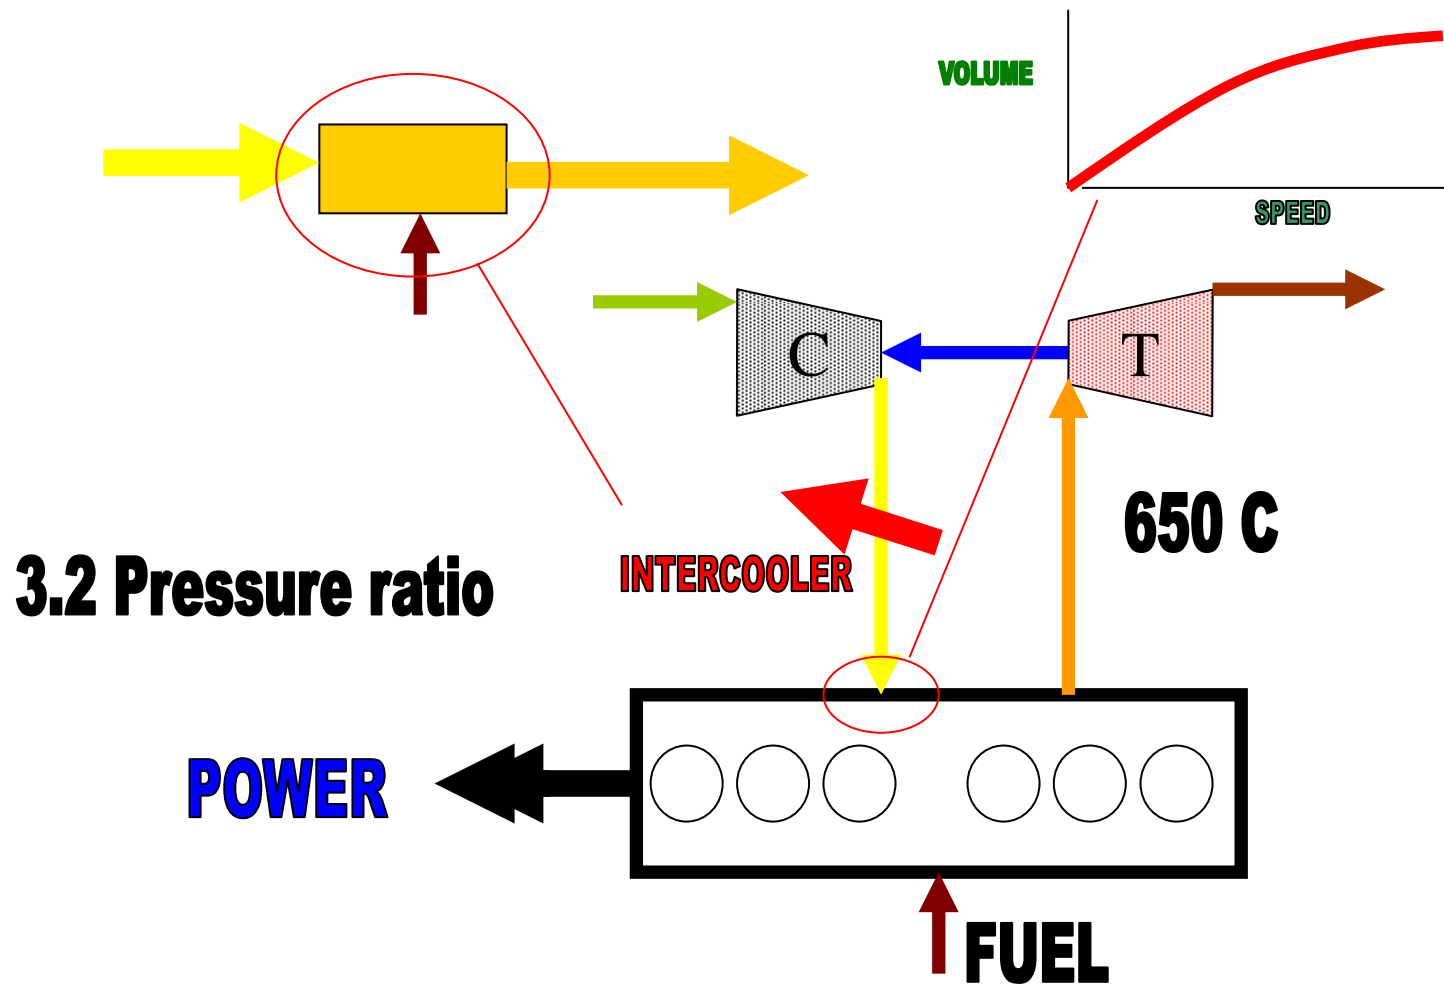 VOLUME
SPEED
C
T
650 C
INTERCOOLER
3.2 Pressure ratio
POWER
FUEL